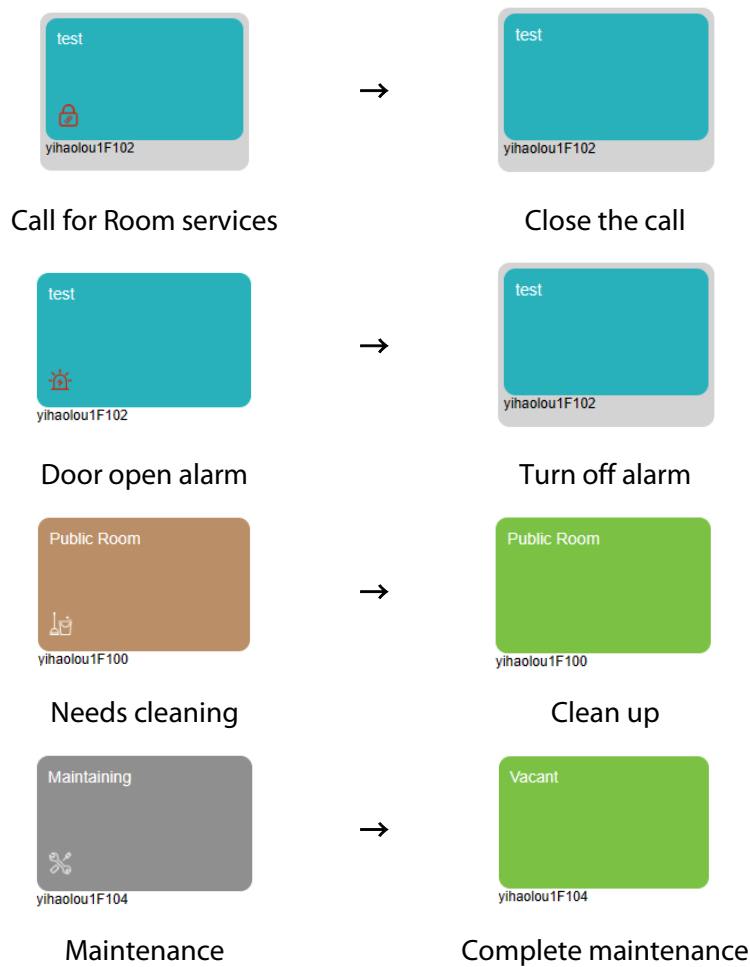 test
test
→
yihaolou1F102
yihaolou1F102
Call for Room services
Close the call
test
test
→
yihaolou1F102
yihaolou1F102
Door open alarm
Turn off alarm
Public Room
Public Room
→
yihaolou1F100
yihaolou1F100
Needs cleaning
Clean up
Maintaining
Vacant
→
yihaolou1F104
yihaolou1F104
Maintenance
Complete maintenance